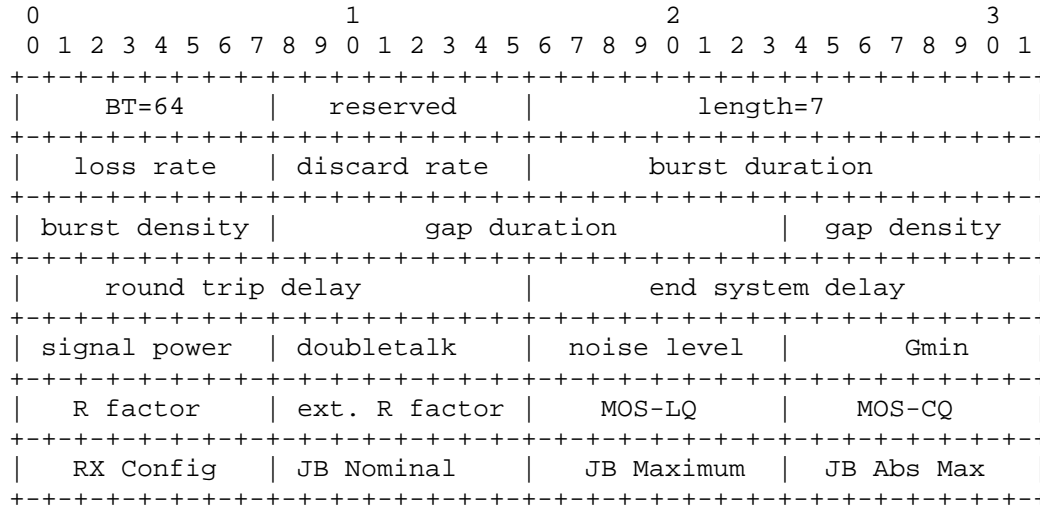 0                   1                   2                   3
0 1 2 3 4 5 6 7 8 9 0 1 2 3 4 5 6 7 8 9 0 1 2 3 4 5 6 7 8 9 0 1
+-+-+-+-+-+-+-+-+-+-+-+-+-+-+-+-+-+-+-+-+-+-+-+-+-+-+-+-+-+-+-+--
|     BT=64     |   reserved    |          length=7             |
+-+-+-+-+-+-+-+-+-+-+-+-+-+-+-+-+-+-+-+-+-+-+-+-+-+-+-+-+-+-+-+--
|   loss rate   | discard rate  |       burst duration          |
+-+-+-+-+-+-+-+-+-+-+-+-+-+-+-+-+-+-+-+-+-+-+-+-+-+-+-+-+-+-+-+--
| burst density |         gap duration          |  gap density  |
+-+-+-+-+-+-+-+-+-+-+-+-+-+-+-+-+-+-+-+-+-+-+-+-+-+-+-+-+-+-+-+--
|     round trip delay          |       end system delay        |
+-+-+-+-+-+-+-+-+-+-+-+-+-+-+-+-+-+-+-+-+-+-+-+-+-+-+-+-+-+-+-+--
| signal power  | doubletalk    |  noise level  |       Gmin    |
+-+-+-+-+-+-+-+-+-+-+-+-+-+-+-+-+-+-+-+-+-+-+-+-+-+-+-+-+-+-+-+--
|   R factor    | ext. R factor |    MOS-LQ     |    MOS-CQ     |
+-+-+-+-+-+-+-+-+-+-+-+-+-+-+-+-+-+-+-+-+-+-+-+-+-+-+-+-+-+-+-+--
|   RX Config   | JB Nominal    |   JB Maximum  |  JB Abs Max   |
+-+-+-+-+-+-+-+-+-+-+-+-+-+-+-+-+-+-+-+-+-+-+-+-+-+-+-+-+-+-+-+--